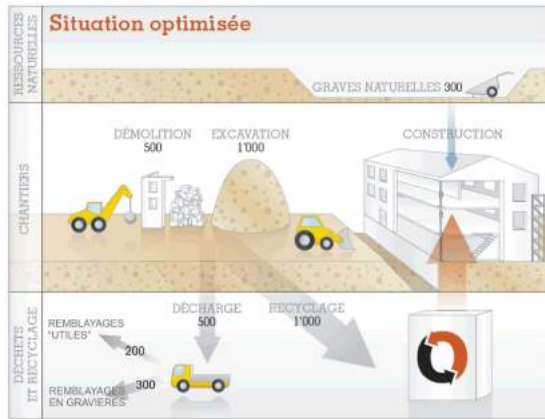 Situation optimisée
RESSOURCES
NATURELLES
GRAVES NATURELLES 300
CHANTIERS
DÉMOLITION
500
EXCAVATION
1'000
CONSTRUCTION
DÉCHETS
ET RECYCLAGE
DÉCHARGE
500
RECYCLAGE
1'000
REMBLAYAGES
"UTILES"
200
300
REMBLAYAGES
EN GRAVIÈRES